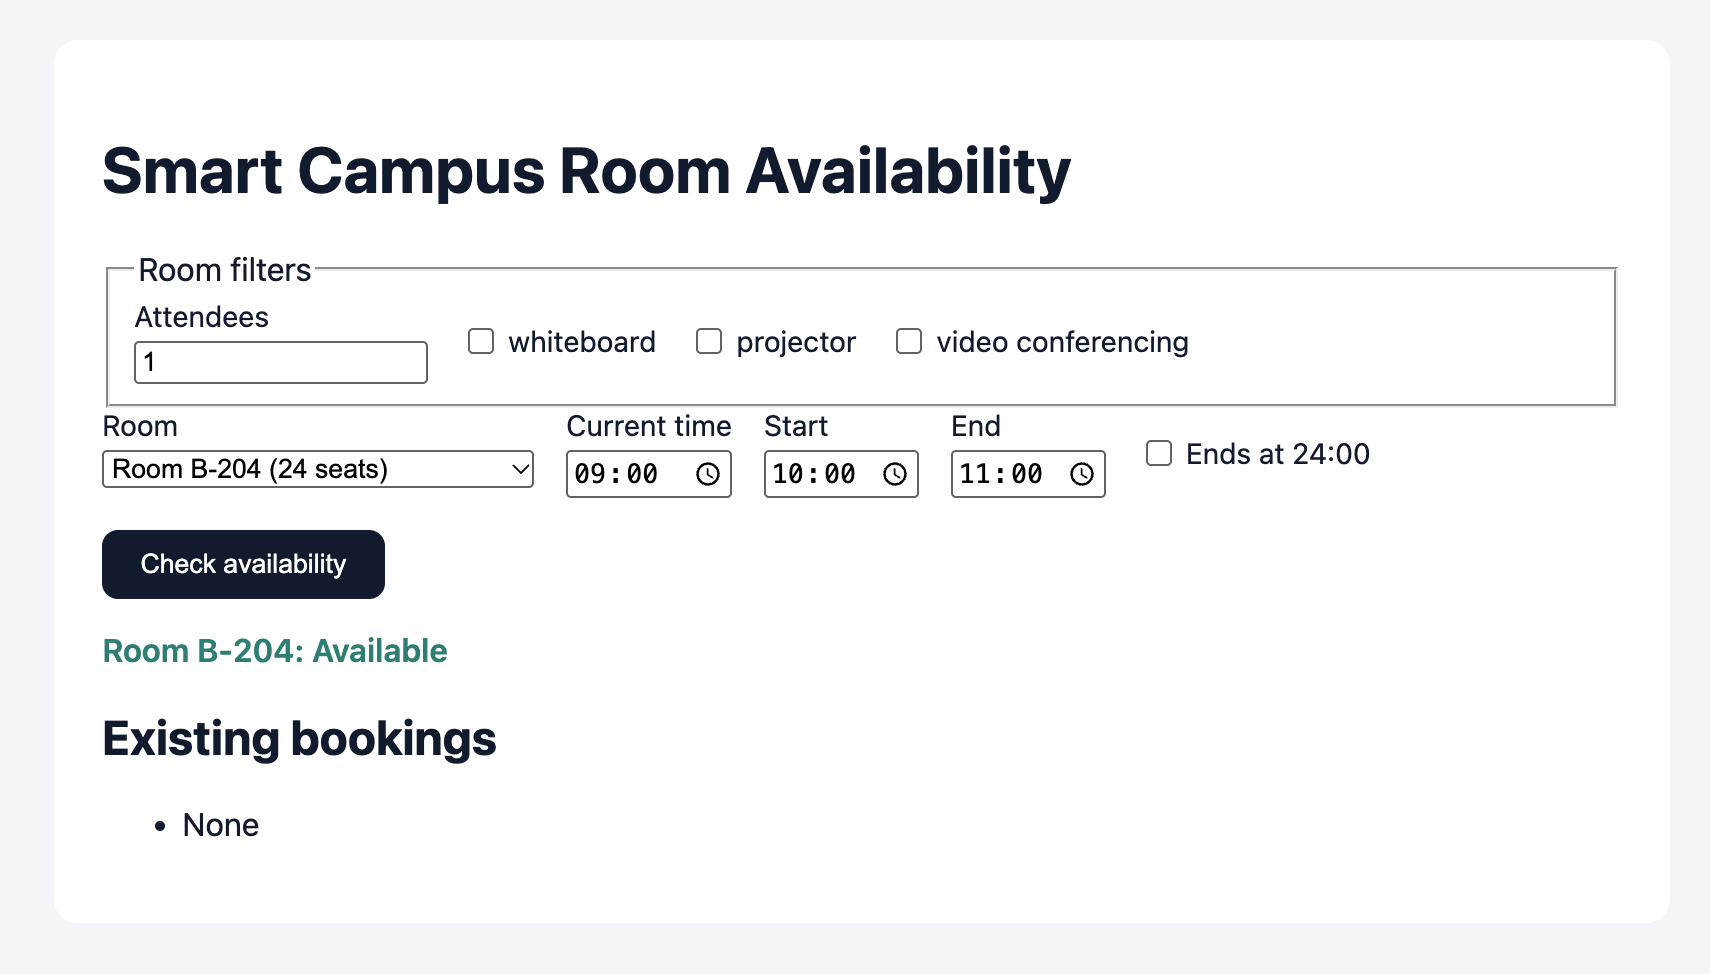 Smart Campus Room Availability
Room filters
Attendees
1
whiteboard projector video conferencing
Room Current time Start End
Room B-204 (24 seats) 09:00 10:00 11:00 Ends at 24:00
Check availability
Room B-204: Available
Existing bookings
• None